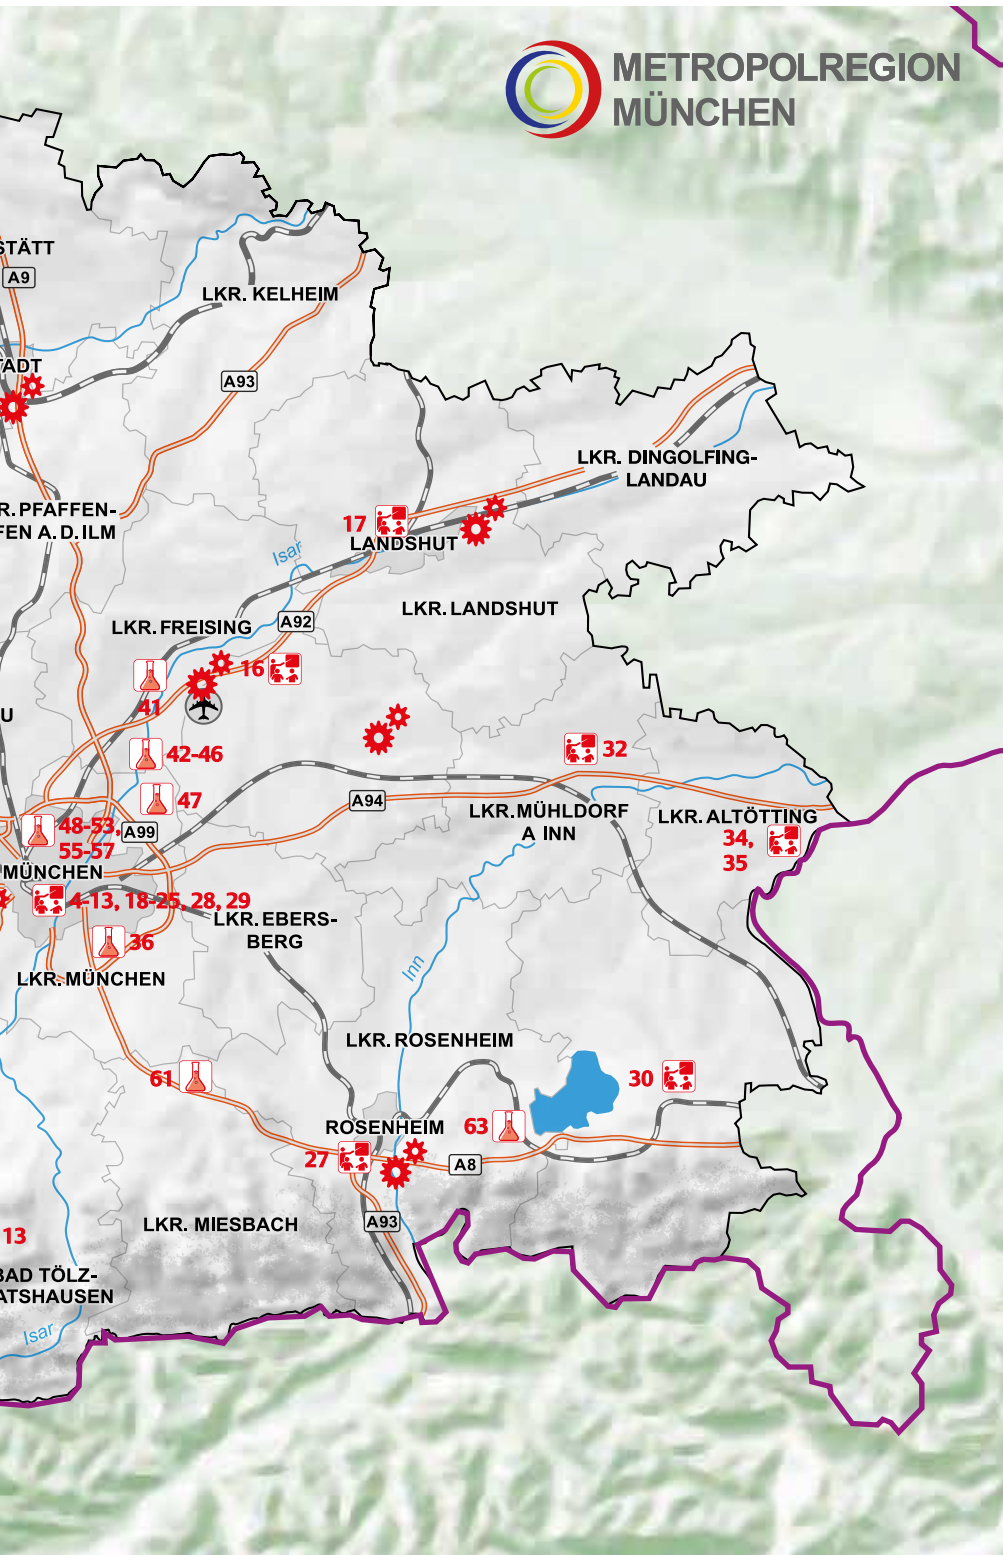 METROPOLREGION
MÜNCHEN
STÄTT
A9
LKR. KELHEIM
TADT
A93
LKR. DINGOLFING-
LANDAU
R. PFAFFEN-
FEN A. D. ILM
17
LANDSHUT
Isar
LKR. LANDSHUT
LKR. FREISING
A92
16
41
U
42-46
32
47
A94
LKR. MÜHLDORF
A INN
LKR. ALTÖTTING
48-53,
55-57
A99
34,
35
MÜNCHEN
4-13, 18-25, 28, 29
LKR. EBERS-
BERG
36
LKR. MÜNCHEN
Inn
LKR. ROSENHEIM
61
30
ROSENHEIM
63
27
A8
LKR. MIESBACH
A93
13
BAD TÖLZ-
ATSHAUSEN
Isar